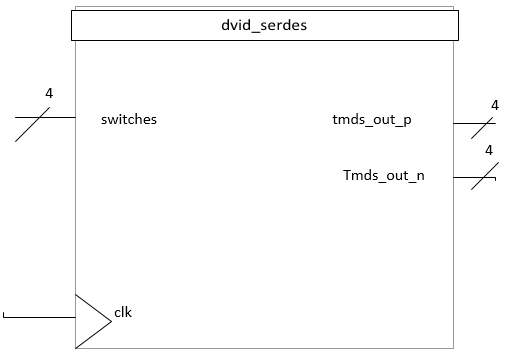 dvid_serdes
4
switches
tmds_out_p
4
4
Tmds_out_n
clk